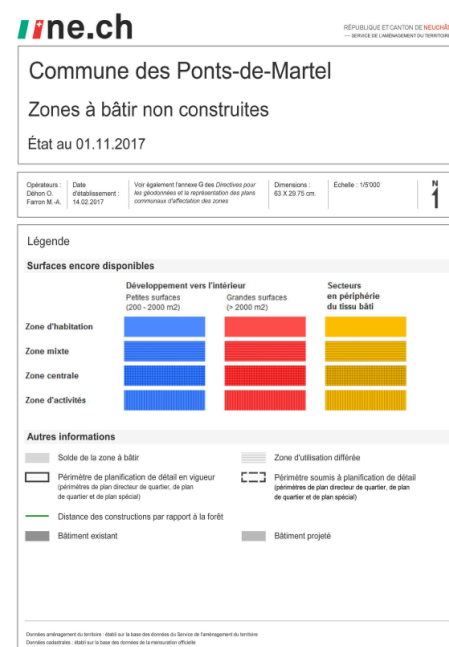 ne.ch
RÉPUBLIQUE ET CANTON DE NEUCHÂT
— SERVICE DE L'AMÉNAGEMENT DU TERRITOIRE
Commune des Ponts-de-Martel
Zones à bâtir non construites
État au 01.11.2017
Opérateurs :
Déhon O.
Farron M.-A.
Date
d'établissement :
14.02.2017
Voir également l'annexe G des Directives pour
les géodonnées et la représentation des plans
communaux d'affectation des zones
Dimensions :
63 X 29.75 cm.
Echelle : 1/5'000
N
Légende
Surfaces encore disponibles
Développement vers l'intérieur
Petites surfaces
(200 - 2000 m2)
Grandes surfaces
(> 2000 m2)
Secteurs
en périphérie
du tissu bâti
Zone d'habitation
Zone mixte
Zone centrale
Zone d'activités
Autres informations
Solde de la zone à bâtir
Zone d'utilisation différée
Périmètre de planification de détail en vigueur
(périmètres de plan directeur de quartier, de plan
de quartier et de plan spécial)
Périmètre soumis à planification de détail
(périmètres de plan directeur de quartier, de plan
de quartier et de plan spécial)
Distance des constructions par rapport à la forêt
Bâtiment existant
Bâtiment projeté
Données aménagement du territoire : établi sur la base des données du Service de l'aménagement du territoire
Données cadastrales : établi sur la base des données de la mensuration officielle